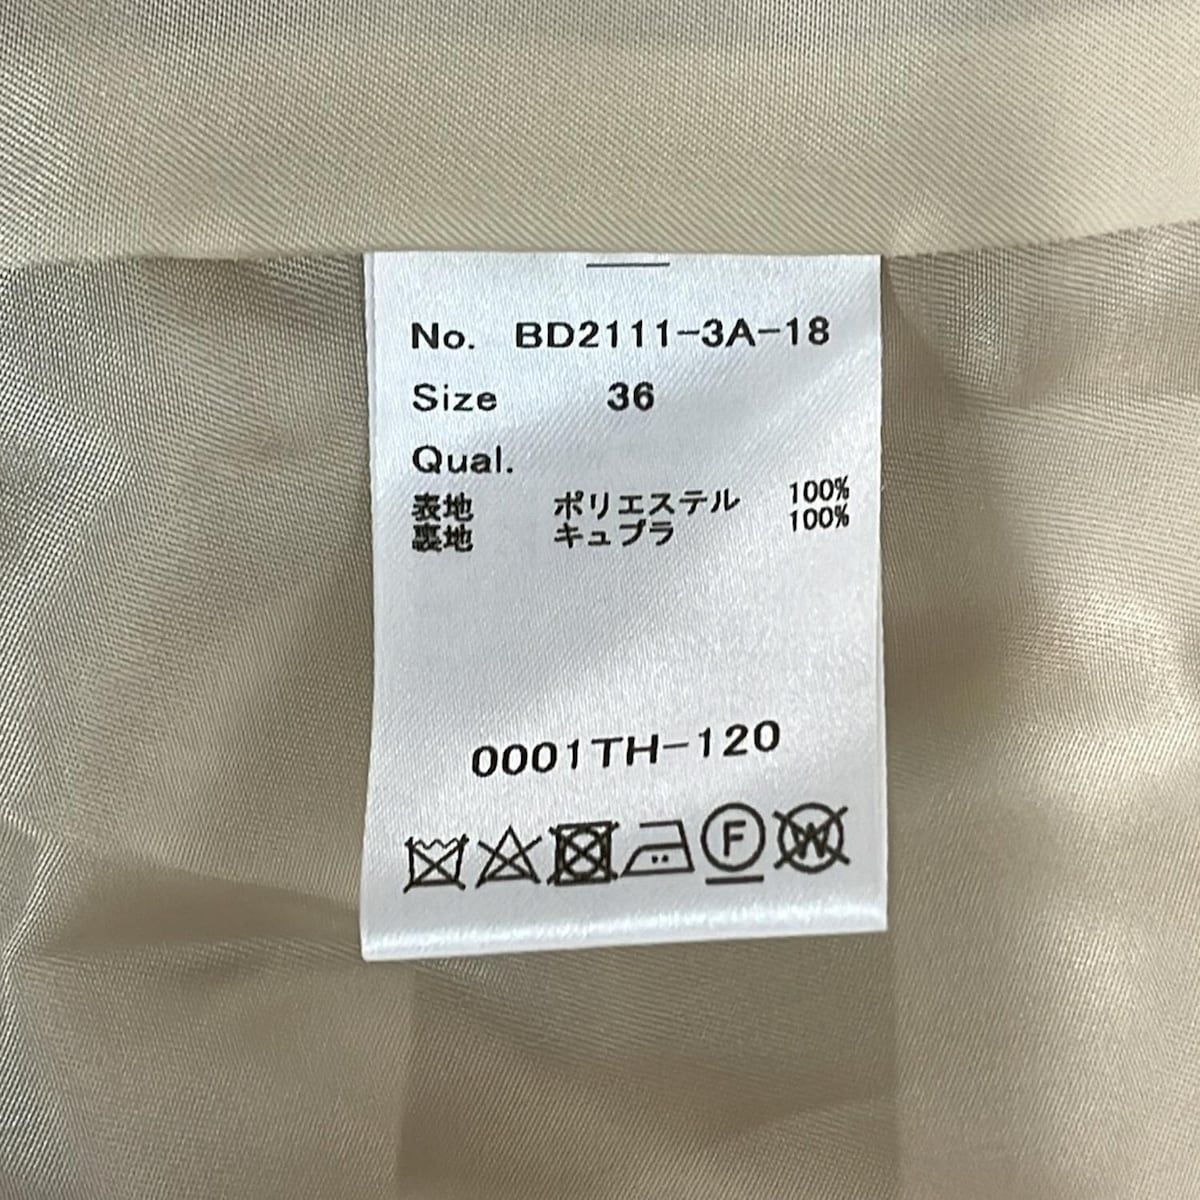 No. BD2111-3A-18
Size 36
Qual.
表地 ポリエステル 100%
裏地 キュプラ 100%
0001TH-120
F W